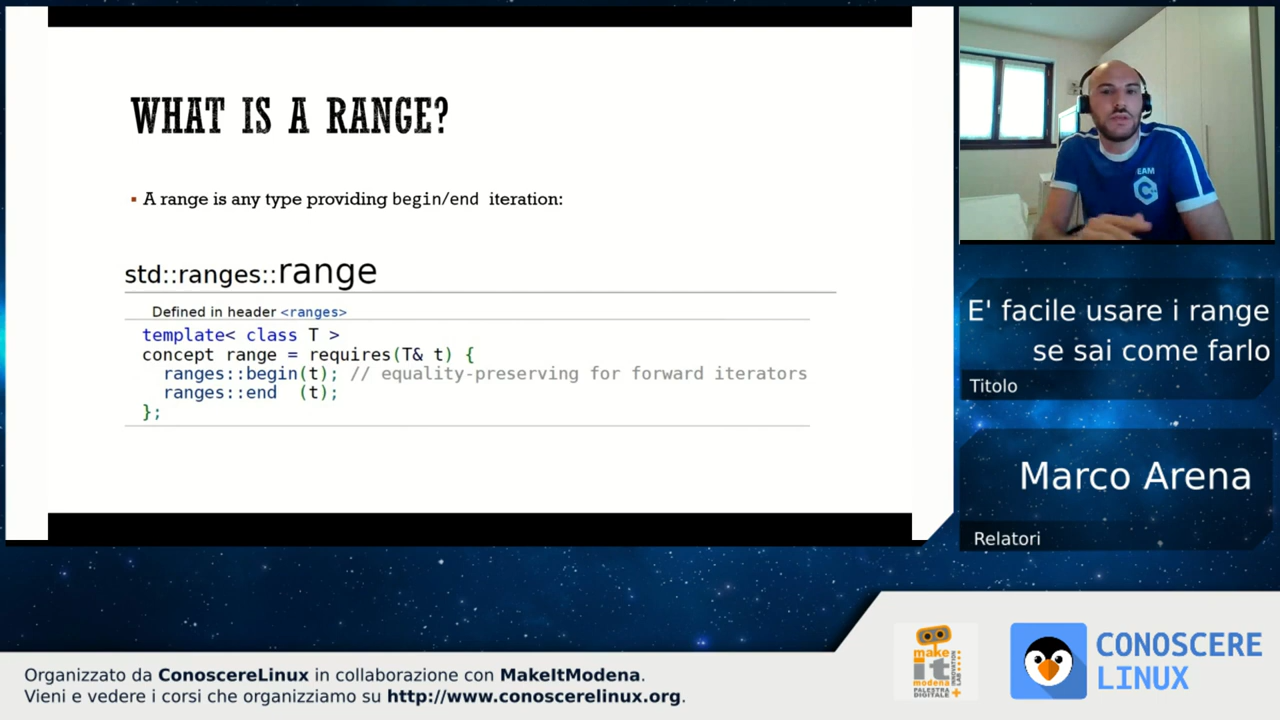 WHAT IS A RANGE?
▪ A range is any type providing begin/end iteration:
std::ranges::range
Defined in header <ranges>
template< class T >
concept range = requires(T& t) {
  ranges::begin(t); // equality-preserving for forward iterators
  ranges::end  (t);
};
EAM
E' facile usare i range
se sai come farlo
Titolo
Marco Arena
Relatori
make
it
modena
PALESTRA
DIGITALE
CONOSCERE
LINUX
Organizzato da ConoscereLinux in collaborazione con MakeItModena.
Vieni e vedere i corsi che organizziamo su http://www.conoscerelinux.org.